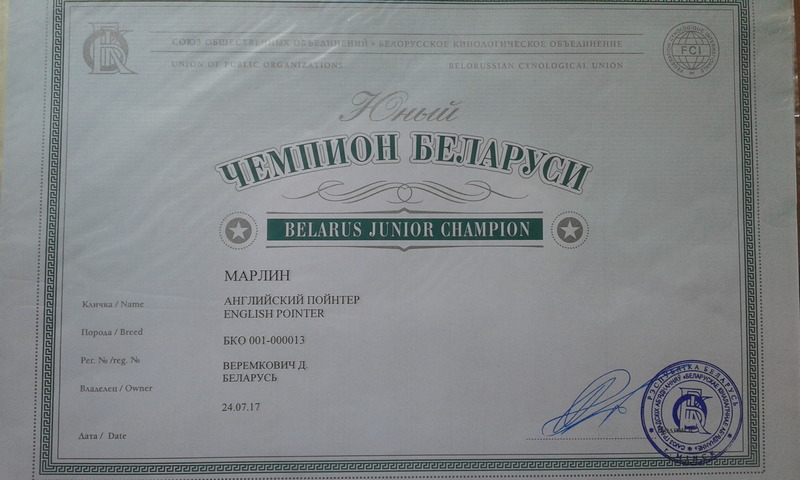 СОЮЗ ОБЩЕСТВЕННЫХ ОБЪЕДИНЕНИЙ • БЕЛОРУССКОЕ КИНОЛОГИЧЕСКОЕ ОБЪЕДИНЕНИЕ
UNION OF PUBLIC ORGANIZATIONS BELORUSSIAN CYNOLOGICAL UNION
FCI
Юный
ЧЕМПИОН БЕЛАРУСИ
BELARUS JUNIOR CHAMPION
МАРЛИН
Кличка / Name
АНГЛИЙСКИЙ ПОЙНТЕР
ENGLISH POINTER
Порода / Breed
БКО 001-000013
Рег. № /reg. №
ВЕРЕМКОВИЧ Д.
БЕЛАРУСЬ
Владелец / Owner
24.07.17
Дата / Date
РЭСПУБЛІКА БЕЛАРУСЬ